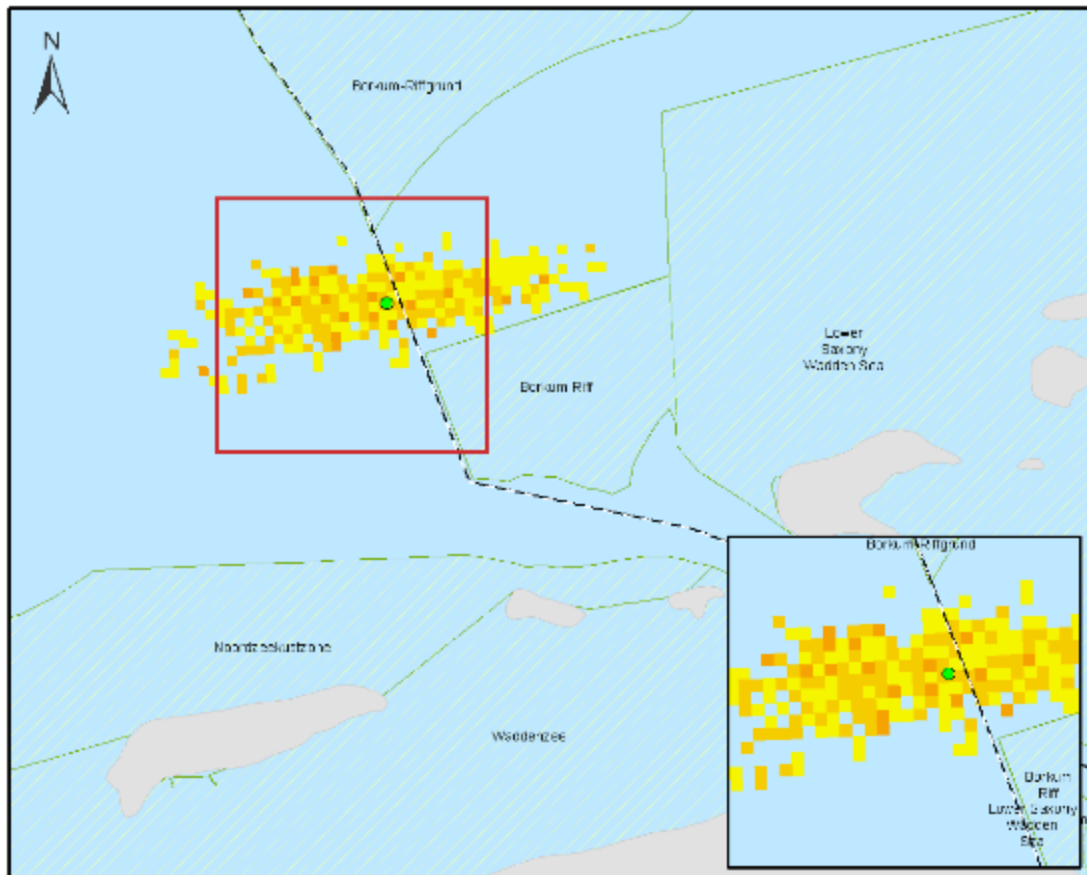 N
Borkum-Riffgrund
Lower
Saxony
Wadden Sea
Borkum Riff
Noordzeekustzone
Waddenzee
Borkum-Riffgrund
Borkum
Riff
Lower Saxony
Wadden
Sea